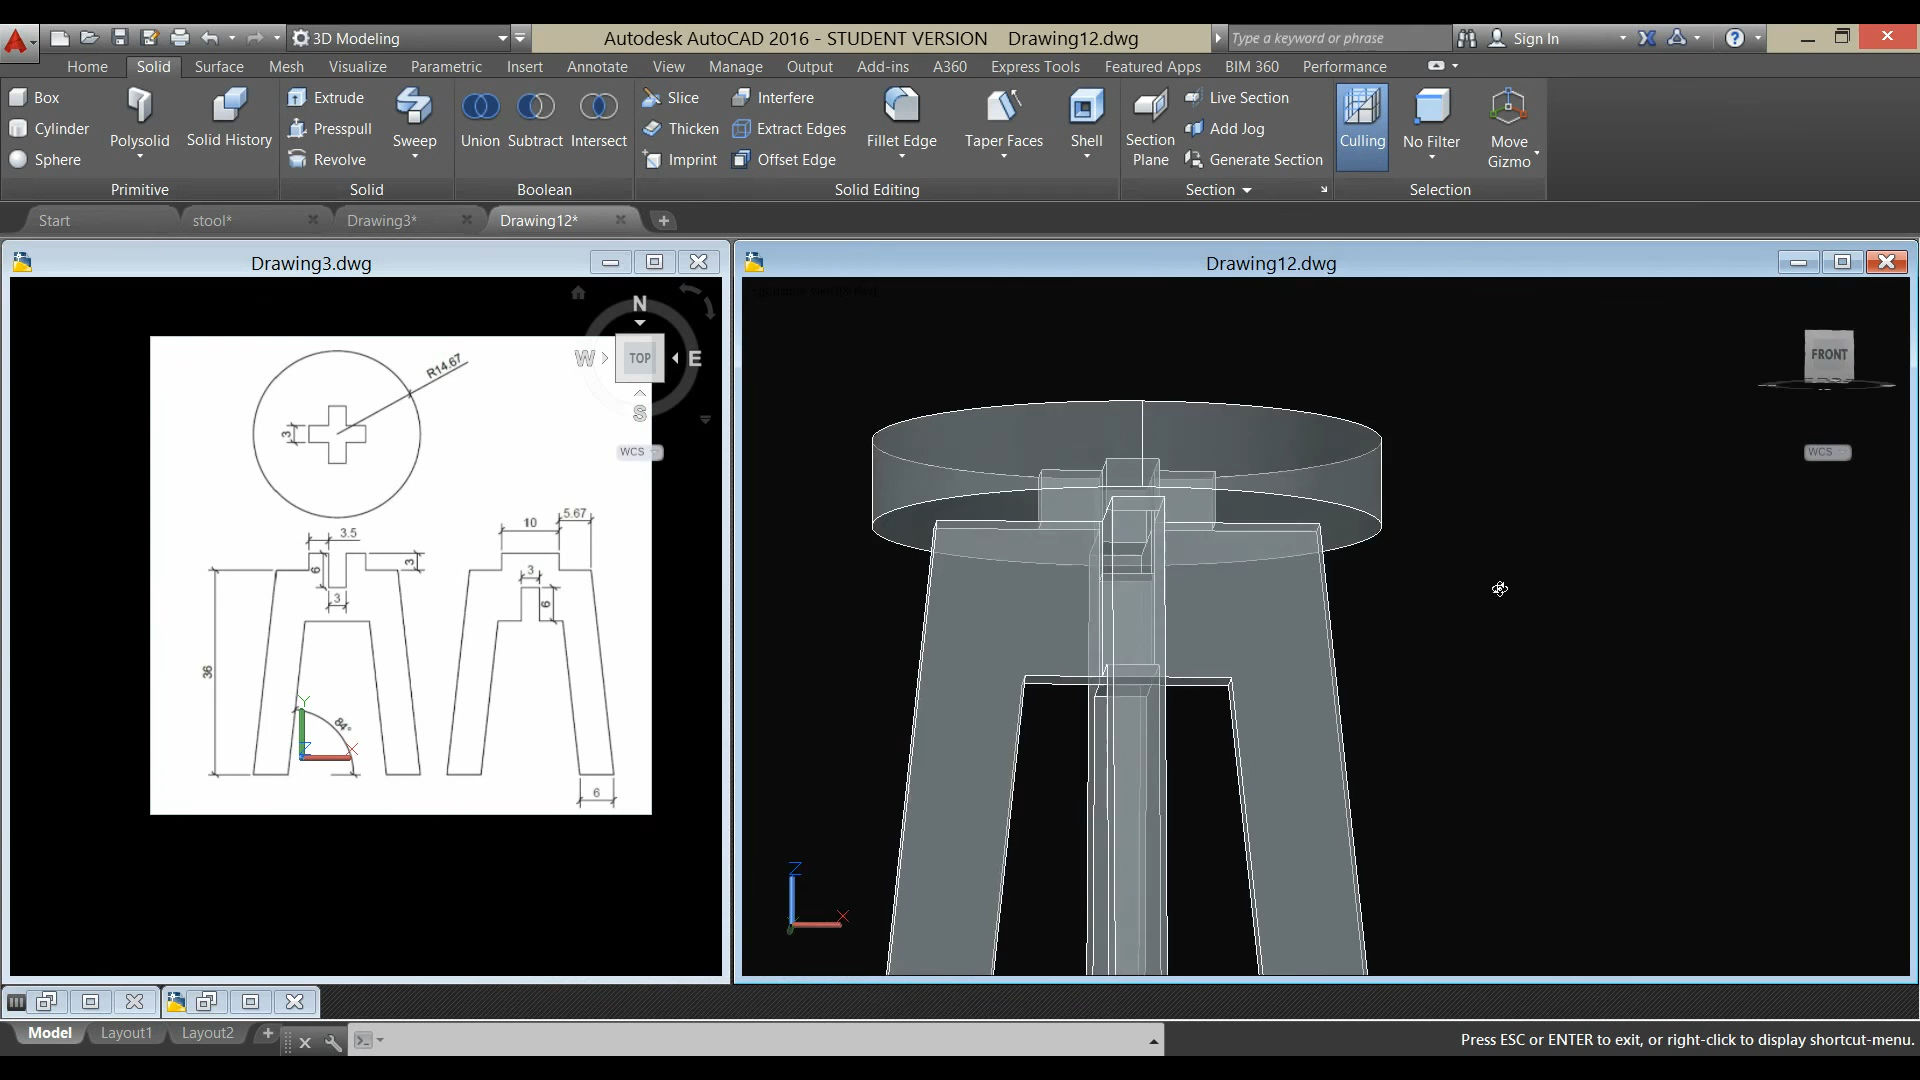 3D Modeling
Autodesk AutoCAD 2016 - STUDENT VERSION Drawing12.dwg
Type a keyword or phrase
Sign In
Home Solid Surface Mesh Visualize Parametric Insert Annotate View Manage Output Add-ins A360 Express Tools Featured Apps BIM 360 Performance
Box
Cylinder
Sphere
Polysolid
Solid History
Primitive
Extrude
Presspull
Revolve
Sweep
Solid
Union
Subtract
Intersect
Boolean
Slice
Thicken
Imprint
Interfere
Extract Edges
Offset Edge
Fillet Edge
Taper Faces
Shell
Solid Editing
Section
Plane
Live Section
Add Jog
Generate Section
Section
Culling
No Filter
Move
Gizmo
Selection
Start stool* Drawing3* Drawing12*
Drawing3.dwg
N
W
TOP
E
S
WCS
R14.67
3
3.5
6
3
3
36
84°
10
5.67
3
6
6
Y
Z
X
Drawing12.dwg
FRONT
WCS
Z
X
Model Layout1 Layout2
Press ESC or ENTER to exit, or right-click to display shortcut-menu.